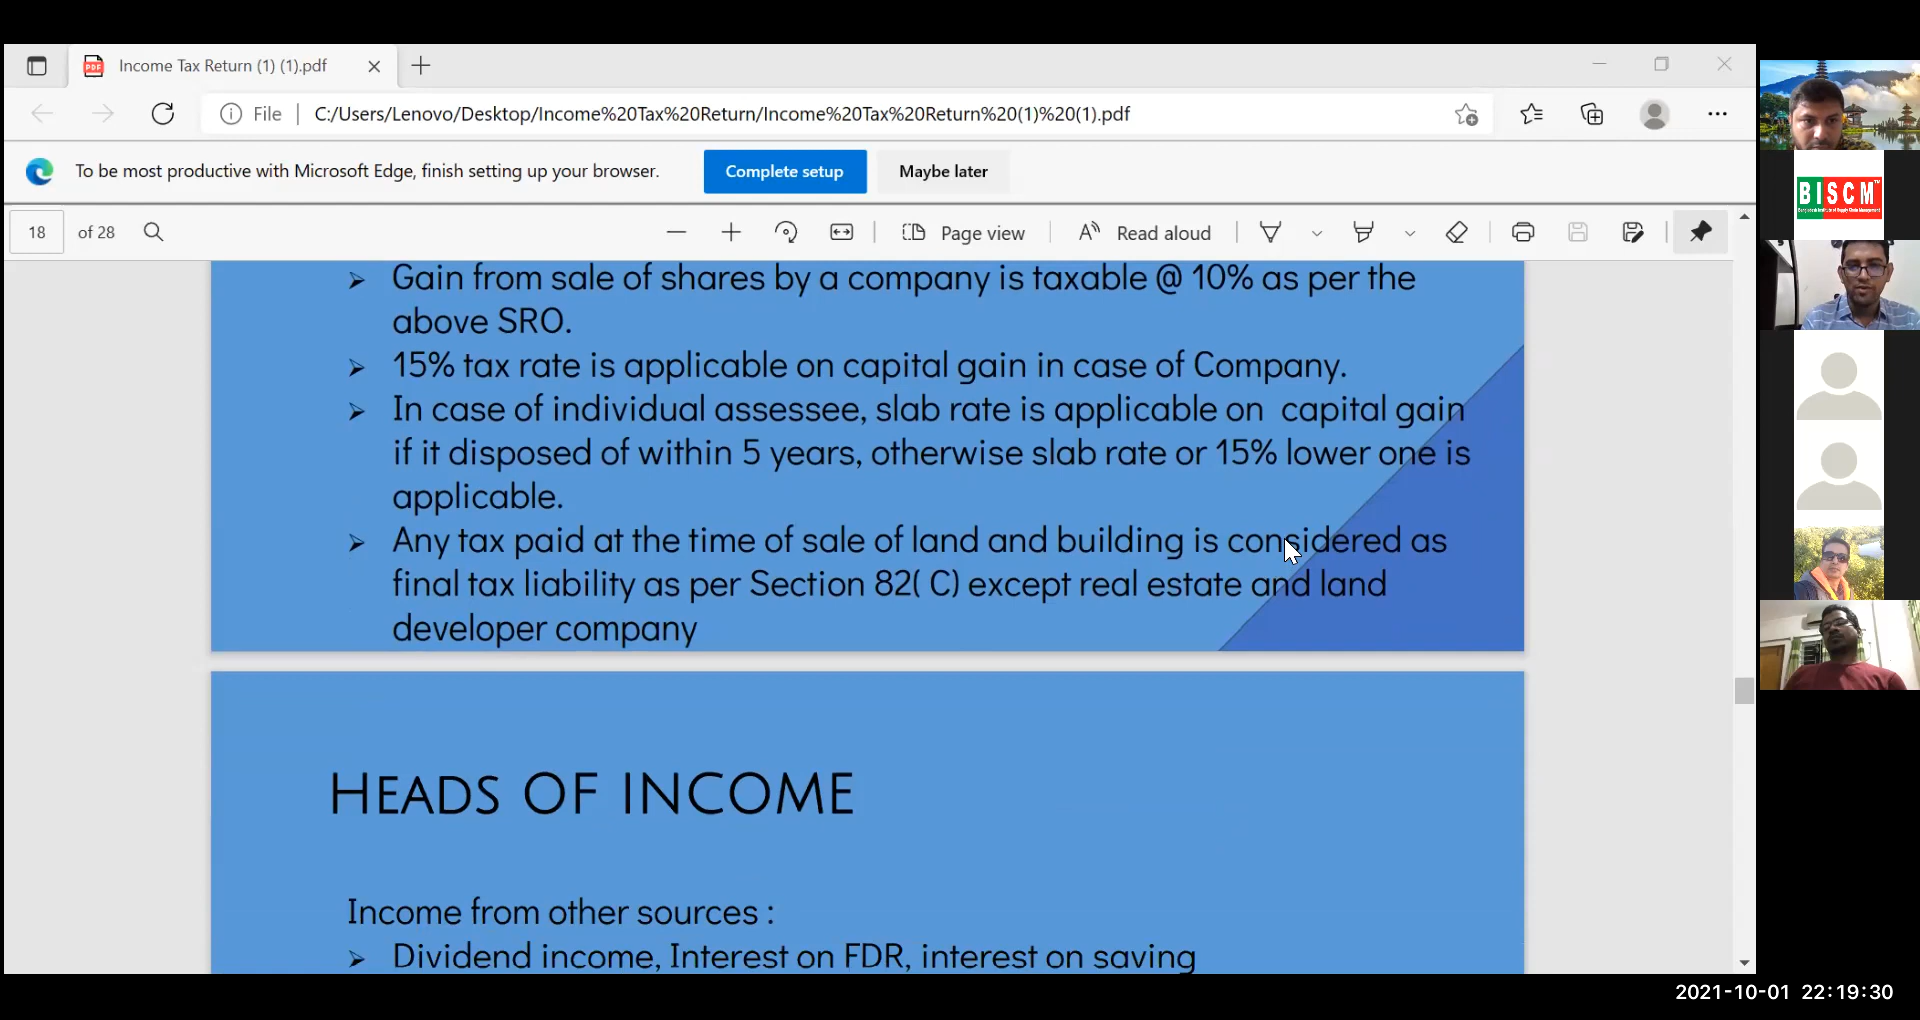 Income Tax Return (1) (1).pdf
File
C:/Users/Lenovo/Desktop/Income%20Tax%20Return/Income%20Tax%20Return%20(1)%20(1).pdf
To be most productive with Microsoft Edge, finish setting up your browser.
Complete setup
Maybe later
18
of 28
Page view
Read aloud
➢ Gain from sale of shares by a company is taxable @ 10% as per the
above SRO.
➢ 15% tax rate is applicable on capital gain in case of Company.
➢ In case of individual assessee, slab rate is applicable on capital gain
if it disposed of within 5 years, otherwise slab rate or 15% lower one is
applicable.
➢ Any tax paid at the time of sale of land and building is considered as
final tax liability as per Section 82( C) except real estate and land
developer company
HEADS OF INCOME
Income from other sources :
➢ Dividend income, Interest on FDR, interest on saving
BISCM
2021-10-01 22:19:30